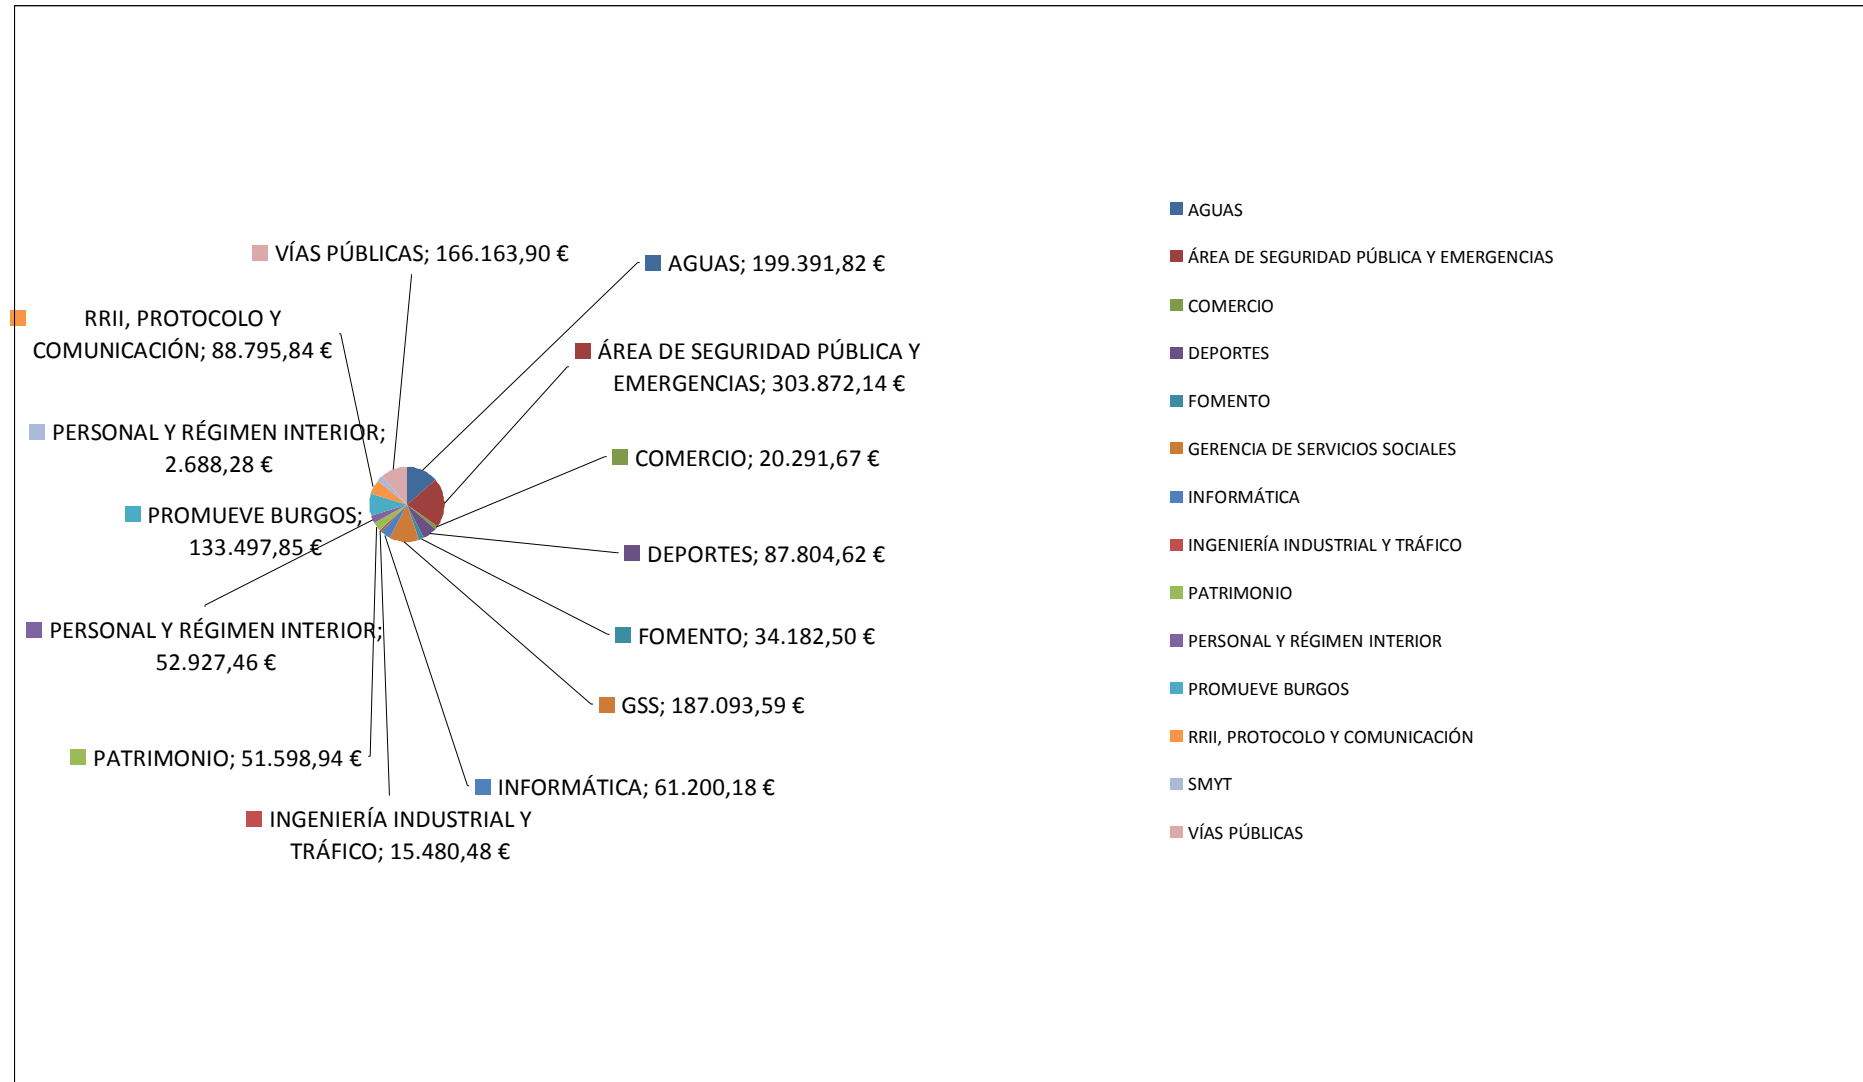 VÍAS PÚBLICAS; 166.163,90 €
AGUAS; 199.391,82 €
RRII, PROTOCOLO Y
COMUNICACIÓN; 88.795,84 €
ÁREA DE SEGURIDAD PÚBLICA Y
EMERGENCIAS; 303.872,14 €
PERSONAL Y RÉGIMEN INTERIOR;
2.688,28 €
COMERCIO; 20.291,67 €
PROMUEVE BURGOS;
133.497,85 €
DEPORTES; 87.804,62 €
PERSONAL Y RÉGIMEN INTERIOR;
52.927,46 €
FOMENTO; 34.182,50 €
GSS; 187.093,59 €
PATRIMONIO; 51.598,94 €
INFORMÁTICA; 61.200,18 €
INGENIERÍA INDUSTRIAL Y
TRÁFICO; 15.480,48 €
AGUAS
ÁREA DE SEGURIDAD PÚBLICA Y EMERGENCIAS
COMERCIO
DEPORTES
FOMENTO
GERENCIA DE SERVICIOS SOCIALES
INFORMÁTICA
INGENIERÍA INDUSTRIAL Y TRÁFICO
PATRIMONIO
PERSONAL Y RÉGIMEN INTERIOR
PROMUEVE BURGOS
RRII, PROTOCOLO Y COMUNICACIÓN
SMYT
VÍAS PÚBLICAS